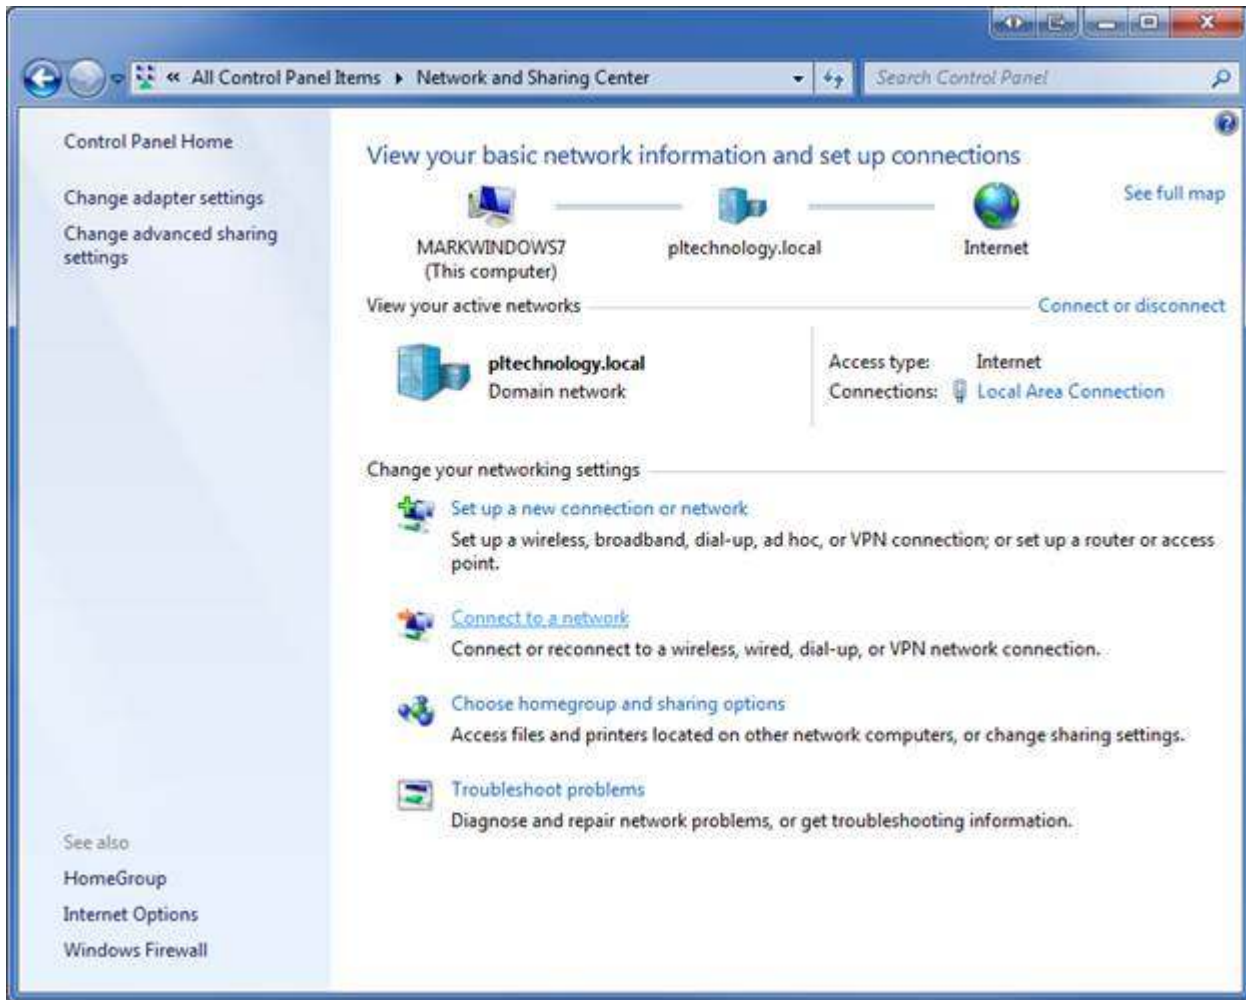 « All Control Panel Items ▸ Network and Sharing Center
Search Control Panel
Control Panel Home
Change adapter settings
Change advanced sharing
settings
See also
HomeGroup
Internet Options
Windows Firewall
View your basic network information and set up connections
See full map
MARKWINDOWS7
(This computer)
pltechnology.local
Internet
View your active networks
Connect or disconnect
pltechnology.local
Domain network
Access type: Internet
Connections: Local Area Connection
Change your networking settings
Set up a new connection or network
Set up a wireless, broadband, dial-up, ad hoc, or VPN connection; or set up a router or access
point.
Connect to a network
Connect or reconnect to a wireless, wired, dial-up, or VPN network connection.
Choose homegroup and sharing options
Access files and printers located on other network computers, or change sharing settings.
Troubleshoot problems
Diagnose and repair network problems, or get troubleshooting information.